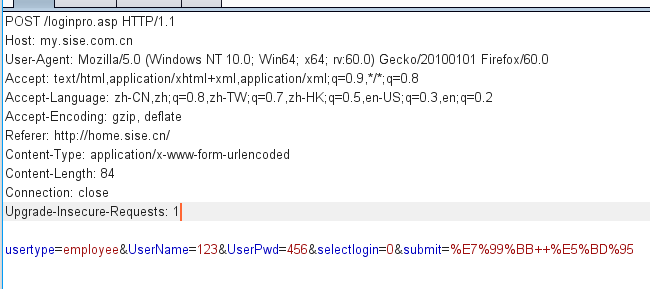 POST /loginpro.asp HTTP/1.1
Host: my.sise.com.cn
User-Agent: Mozilla/5.0 (Windows NT 10.0; Win64; x64; rv:60.0) Gecko/20100101 Firefox/60.0
Accept: text/html,application/xhtml+xml,application/xml;q=0.9,*/*;q=0.8
Accept-Language: zh-CN,zh;q=0.8,zh-TW;q=0.7,zh-HK;q=0.5,en-US;q=0.3,en;q=0.2
Accept-Encoding: gzip, deflate
Referer: http://home.sise.cn/
Content-Type: application/x-www-form-urlencoded
Content-Length: 84
Connection: close
Upgrade-Insecure-Requests: 1
usertype=employee&UserName=123&UserPwd=456&selectlogin=0&submit=%E7%99%BB++%E5%BD%95